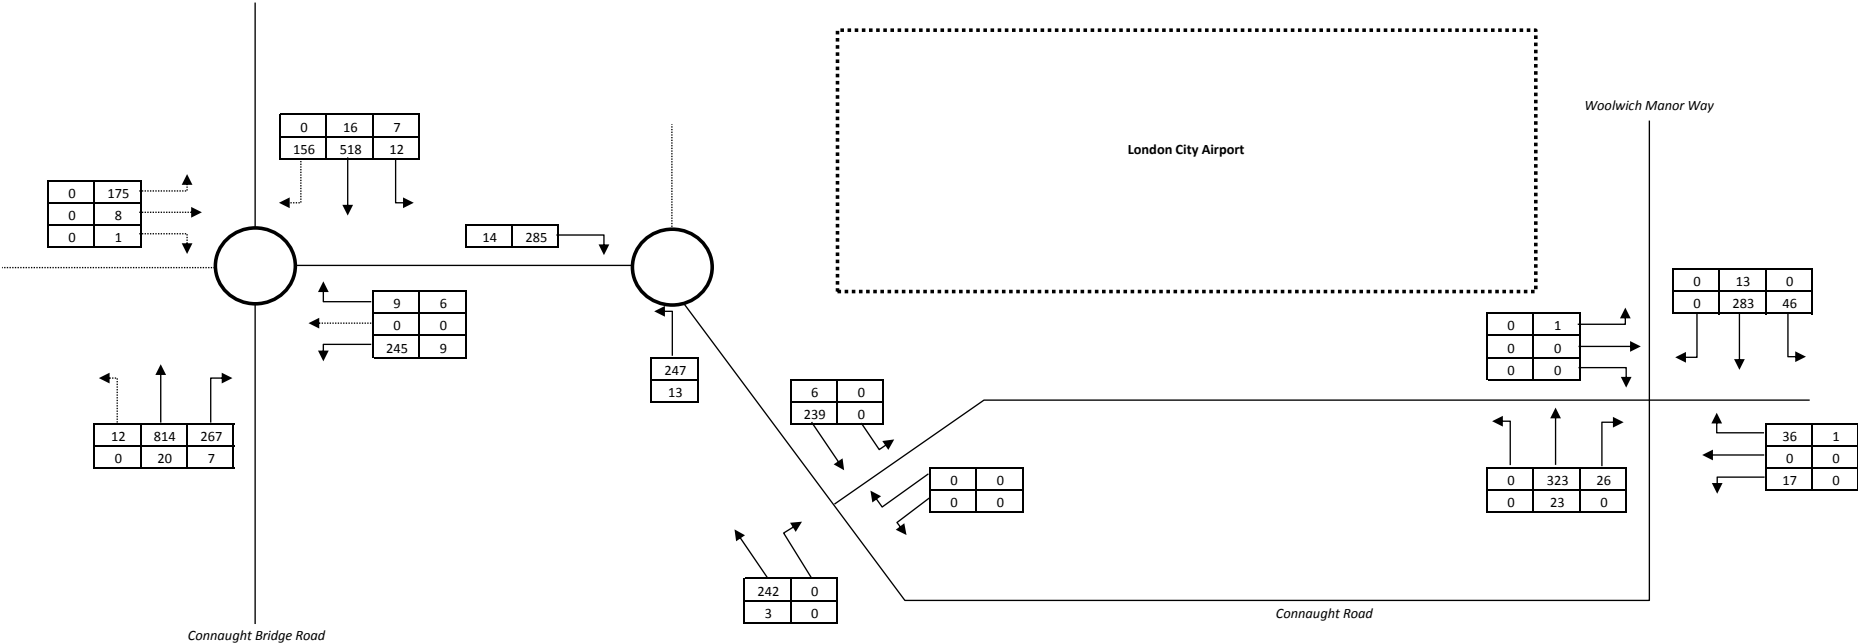 Woolwich Manor Way
0 16 7
156 518 12
London City Airport
0 175
0 8
0 1
14 285
0 13 0
0 283 46
9 6
0 0
245 9
0 1
0 0
0 0
247
13
6 0
239 0
12 814 267
0 20 7
36 1
0 0
17 0
0 0
0 0
0 323 26
0 23 0
242 0
3 0
Connaught Road
Connaught Bridge Road